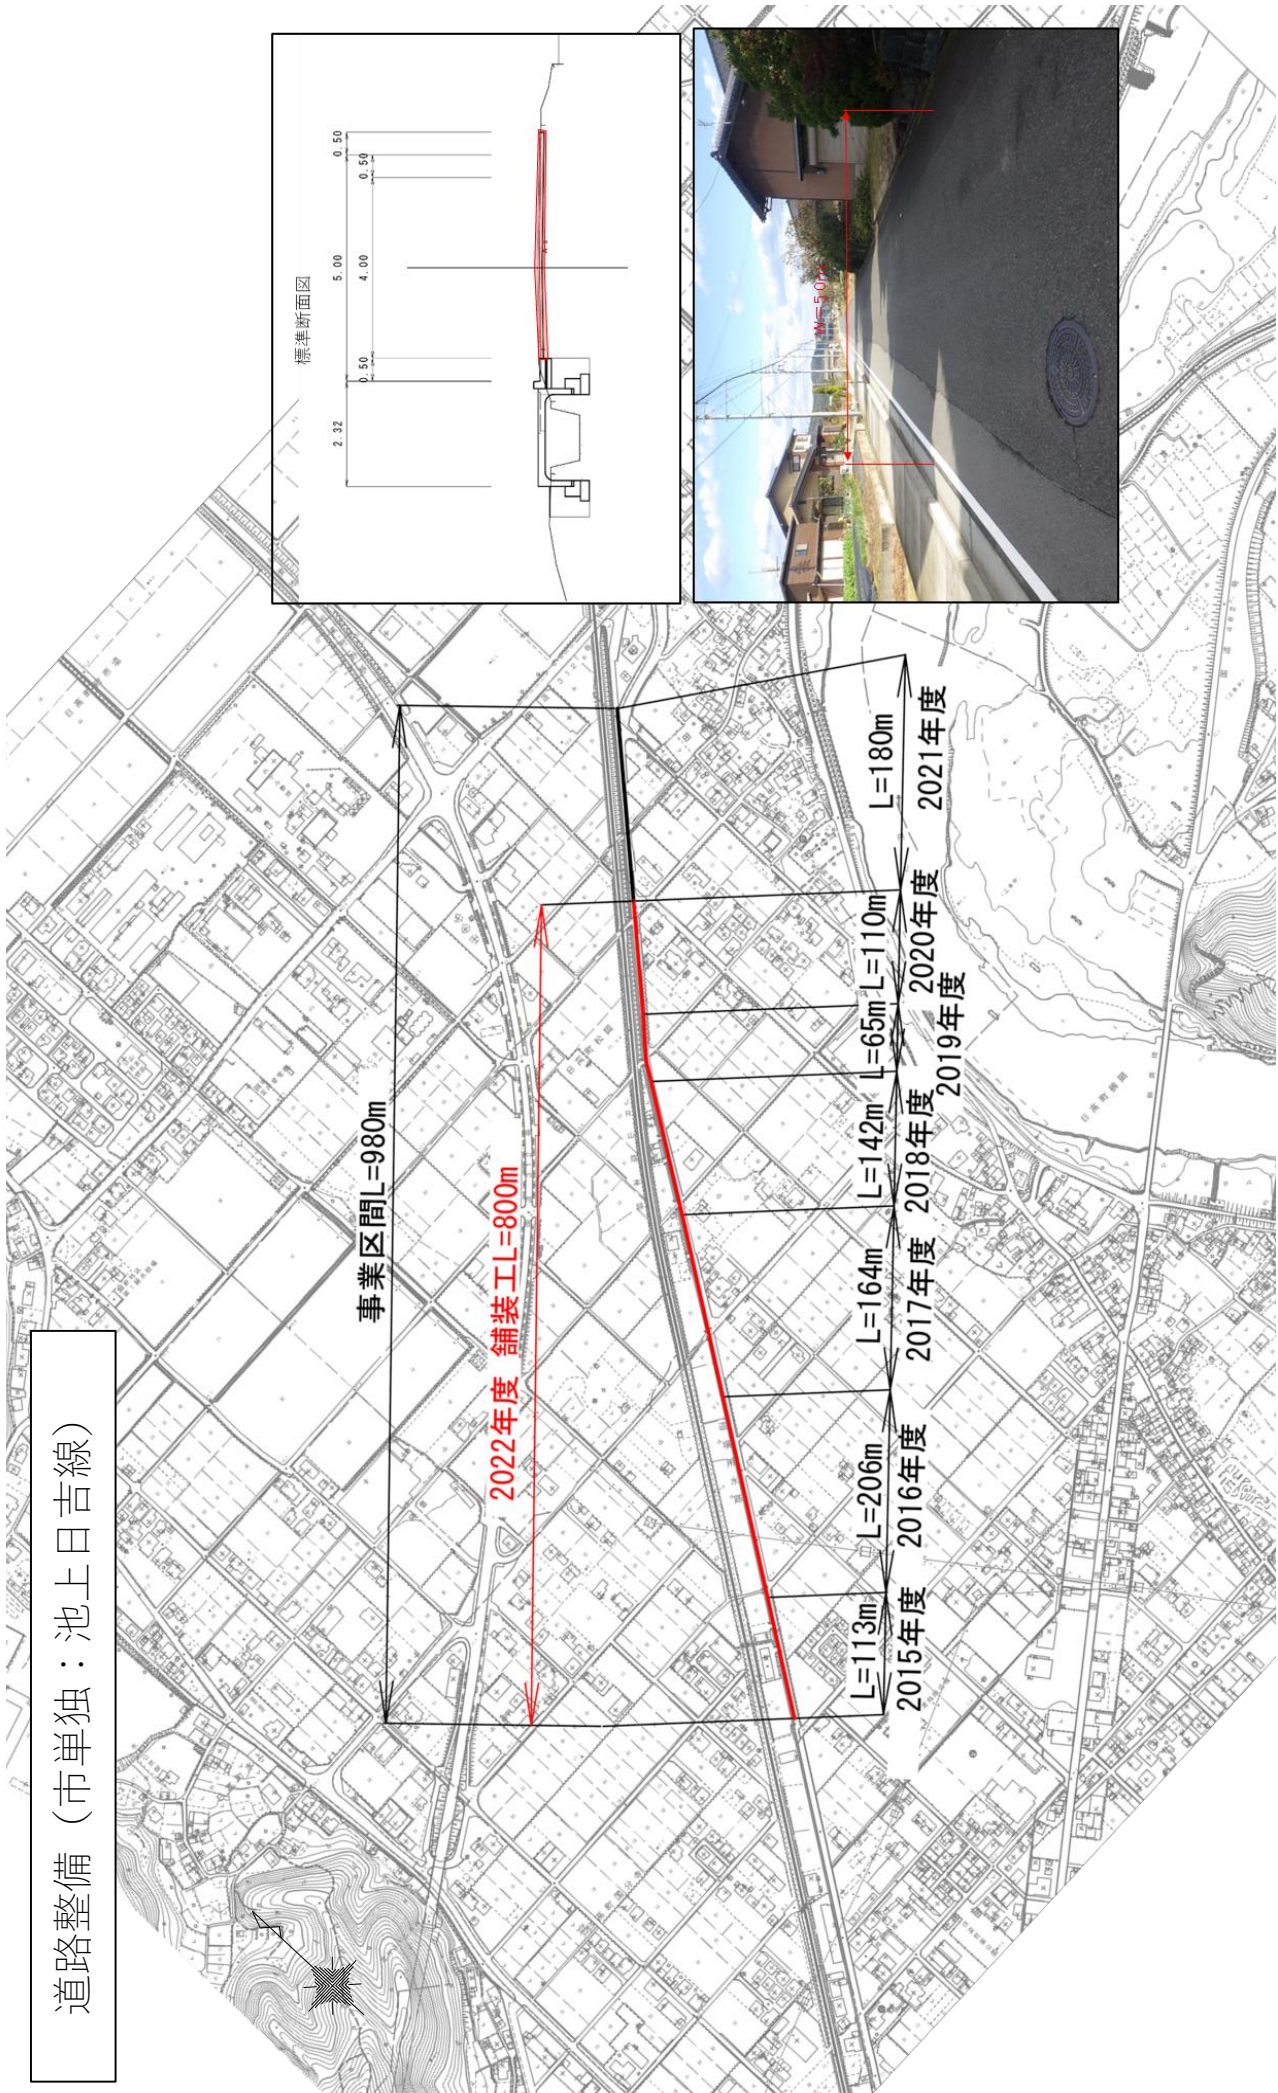 道路整備（市単独：池上日吉線）
標準断面図
2.32
5.00
0.50
0.50
4.00
0.50
W=5.0m
事業区間L=980m
2022年度 舗装工L=800m
L=113m
2015年度
L=206m
2016年度
L=164m
2017年度
L=142m
2018年度
L=65m
2019年度
L=110m
2020年度
L=180m
2021年度